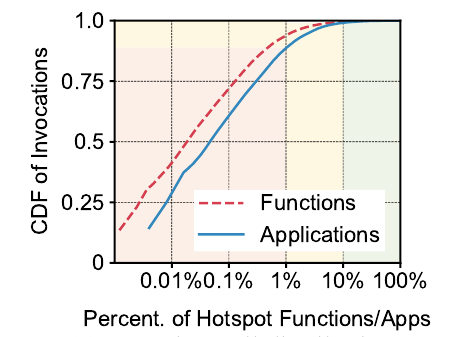 1.0
0.75
0.5
0.25
0
CDF of Invocations
Functions
Applications
0.01% 0.1% 1% 10% 100%
Percent. of Hotspot Functions/Apps